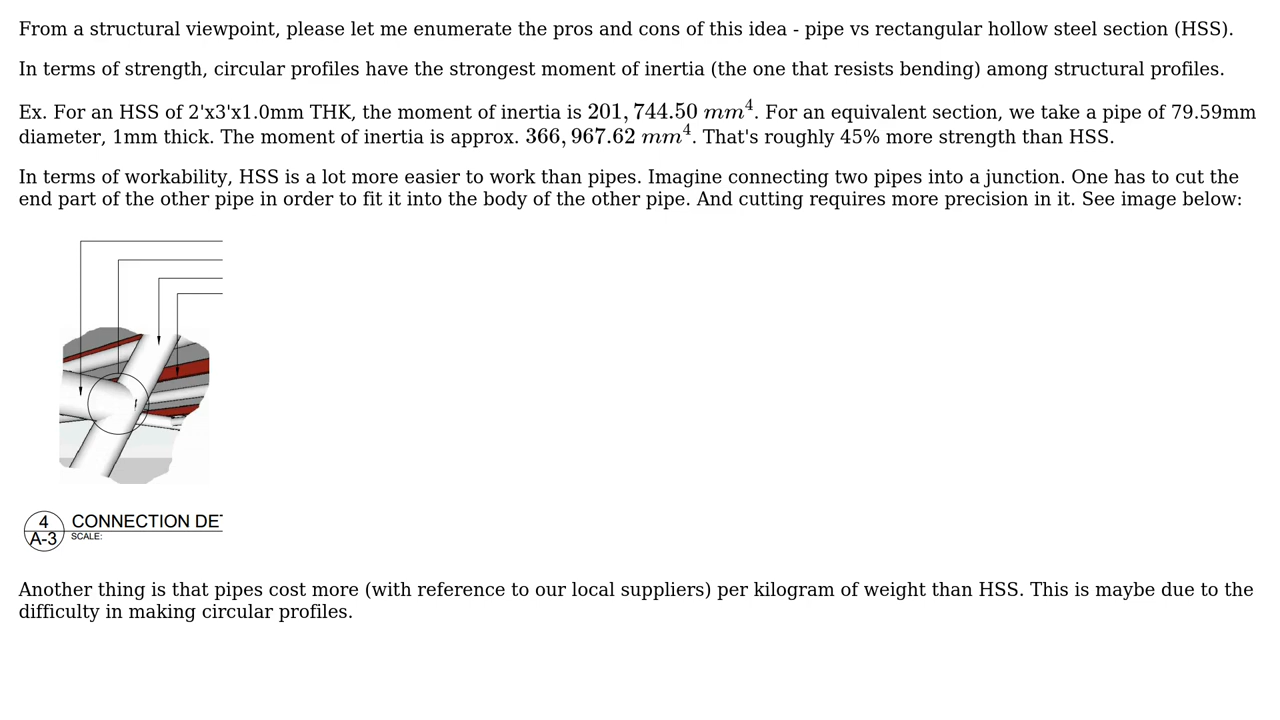 From a structural viewpoint, please let me enumerate the pros and cons of this idea - pipe vs rectangular hollow steel section (HSS).
In terms of strength, circular profiles have the strongest moment of inertia (the one that resists bending) among structural profiles.
Ex. For an HSS of 2'x3'x1.0mm THK, the moment of inertia is 201, 744.50 mm⁴. For an equivalent section, we take a pipe of 79.59mm
diameter, 1mm thick. The moment of inertia is approx. 366, 967.62 mm⁴. That's roughly 45% more strength than HSS.
In terms of workability, HSS is a lot more easier to work than pipes. Imagine connecting two pipes into a junction. One has to cut the
end part of the other pipe in order to fit it into the body of the other pipe. And cutting requires more precision in it. See image below:
4 CONNECTION DE
A-3 SCALE:
Another thing is that pipes cost more (with reference to our local suppliers) per kilogram of weight than HSS. This is maybe due to the
difficulty in making circular profiles.